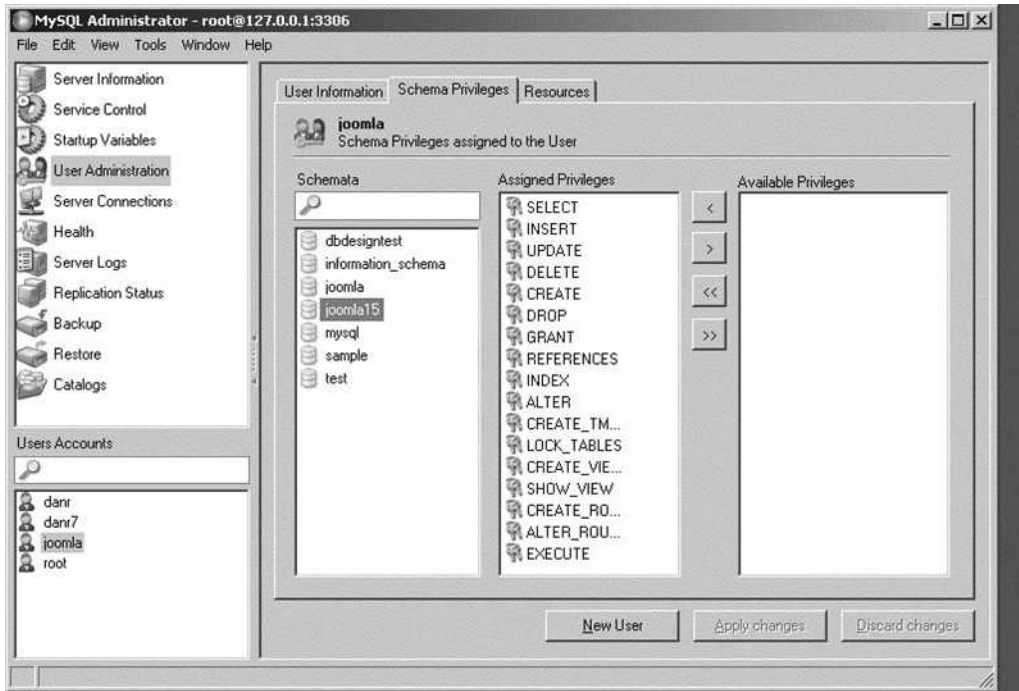 MySQL Administrator - root@127.0.0.1:3306
File Edit View Tools Window Help
Server Information
Service Control
Startup Variables
User Administration
Server Connections
Health
Server Logs
Replication Status
Backup
Restore
Catalogs
Users Accounts
danr
danr7
joomla
root
User Information Schema Privileges Resources
joomla
Schema Privileges assigned to the User
Schemata
dbdesigntest
information_schema
joomla
joomla15
mysql
sample
test
Assigned Privileges
SELECT
INSERT
UPDATE
DELETE
CREATE
DROP
GRANT
REFERENCES
INDEX
ALTER
CREATE_TM...
LOCK_TABLES
CREATE_VIE...
SHOW_VIEW
CREATE_RO...
ALTER_ROU...
EXECUTE
<
>
<<
>>
Available Privileges
New User Apply changes Discard changes